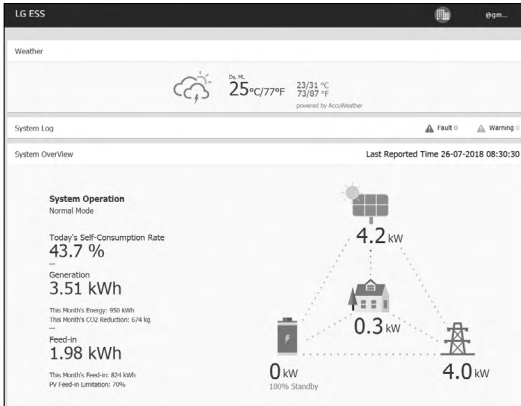 LG ESS
@gm...
Weather
De, ML
25°C/77°F
23/31 °C
73/87 °F
powered by AccuWeather
System Log
Fault 0
Warning 0
System OverView
Last Reported Time 26-07-2018 08:30:30
System Operation
Normal Mode
Today's Self-Consumption Rate
43.7 %
Generation
3.51 kWh
This Month's Energy: 950 kWh
This Month's CO2 Reduction: 674 kg
Feed-in
1.98 kWh
This Month's Feed-in: 824 kWh
PV Feed-in Limitation: 70%
4.2 kW
0.3 kW
0 kW
100% Standby
4.0 kW